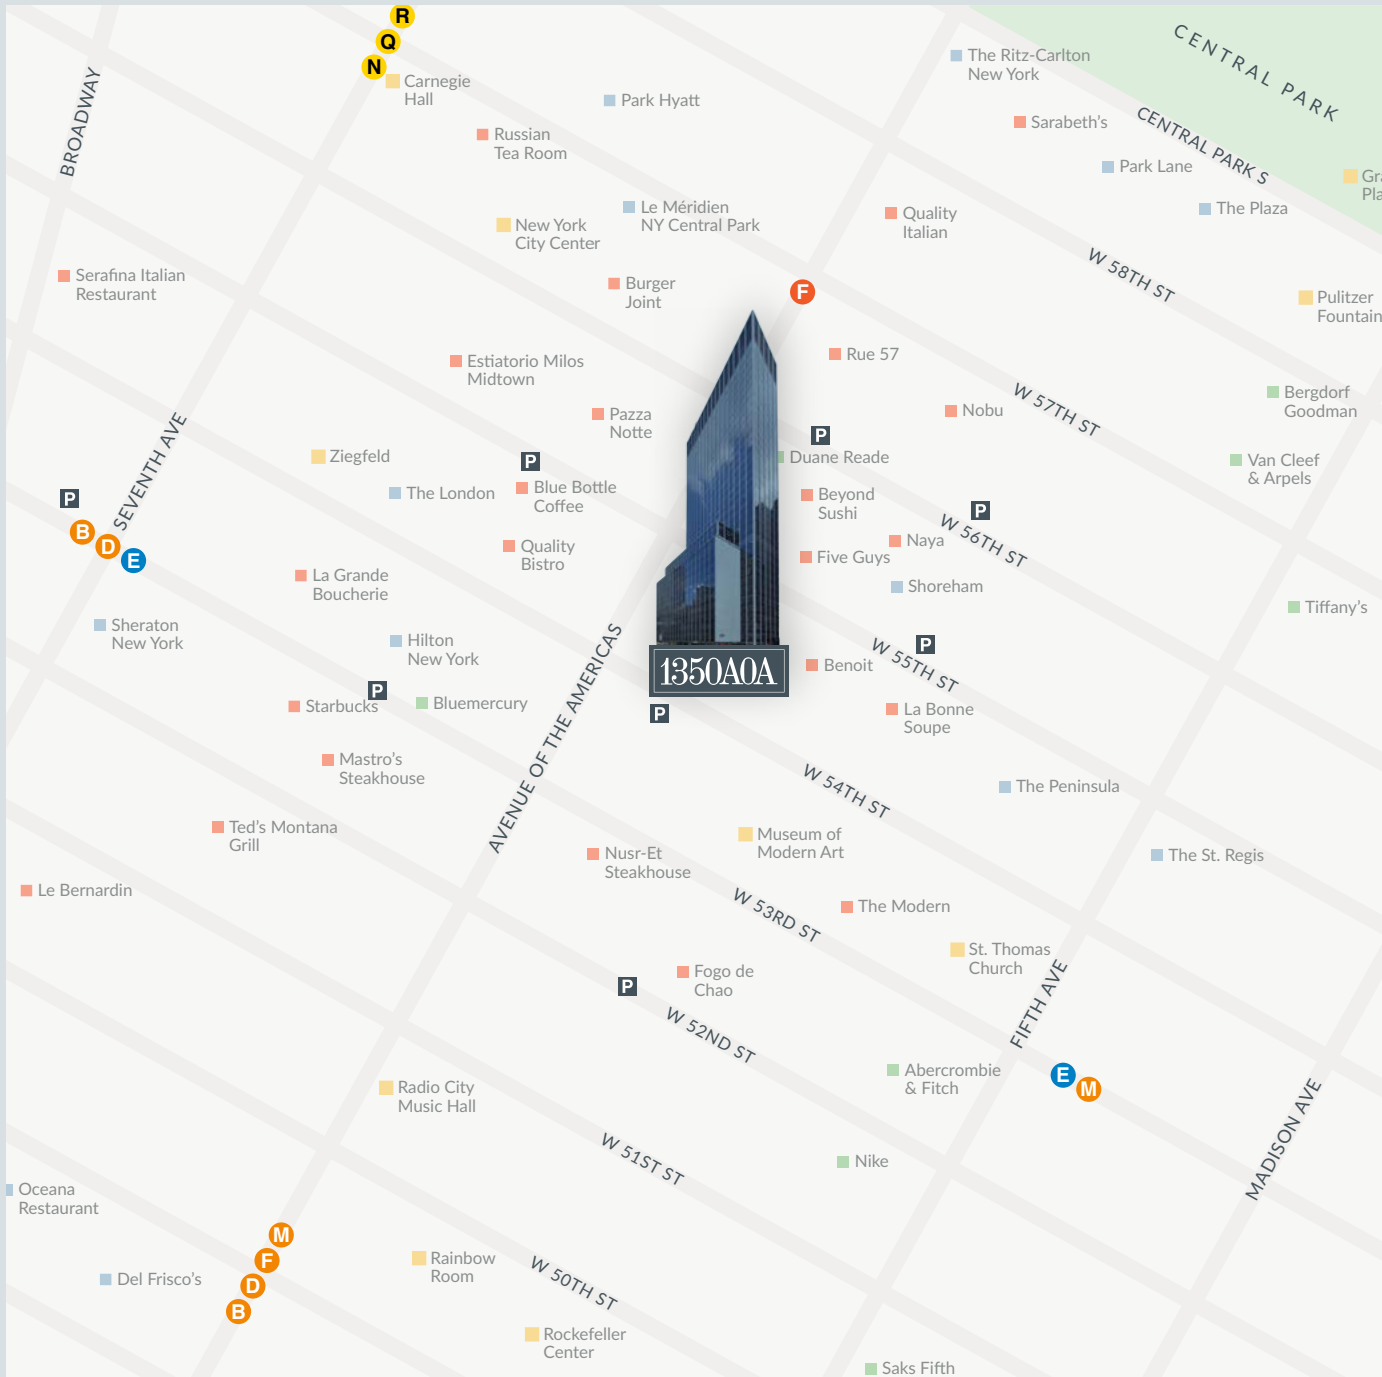 R
Q
N
BROADWAY
Carnegie
Hall
Park Hyatt
Russian
Tea Room
The Ritz-Carlton
New York
CENTRAL PARK
Sarabeth's
CENTRAL PARK S
Park Lane
The Plaza
Le Méridien
NY Central Park
New York
City Center
Quality
Italian
W 58TH ST
Serafina Italian
Restaurant
Burger
Joint
F
Pulitzer
Fountain
Rue 57
Estiatorio Milos
Midtown
Pazza
Notte
Nobu
W 57TH ST
Bergdorf
Goodman
P
Duane Reade
Van Cleef
& Arpels
Ziegfeld
P
The London
Blue Bottle
Coffee
Beyond
Sushi
P
W 56TH ST
SEVENTH AVE
P
B
D
E
Quality
Bistro
Naya
Five Guys
Shoreham
La Grande
Boucherie
Tiffany's
Sheraton
New York
Hilton
New York
AVENUE OF THE AMERICAS
1350AOA
P
Benoit
P
W 55TH ST
P
Starbucks
Bluemercury
La Bonne
Soupe
Mastro's
Steakhouse
W 54TH ST
The Peninsula
Ted's Montana
Grill
Museum of
Modern Art
Nusr-Et
Steakhouse
The St. Regis
Le Bernardin
W 53RD ST
The Modern
St. Thomas
Church
FIFTH AVE
P
Fogo de
Chao
W 52ND ST
Abercrombie
& Fitch
E
M
Radio City
Music Hall
MADISON AVE
W 51ST ST
Nike
Oceana
Restaurant
M
F
D
B
Del Frisco's
Rainbow
Room
W 50TH ST
Rockefeller
Center
Saks Fifth